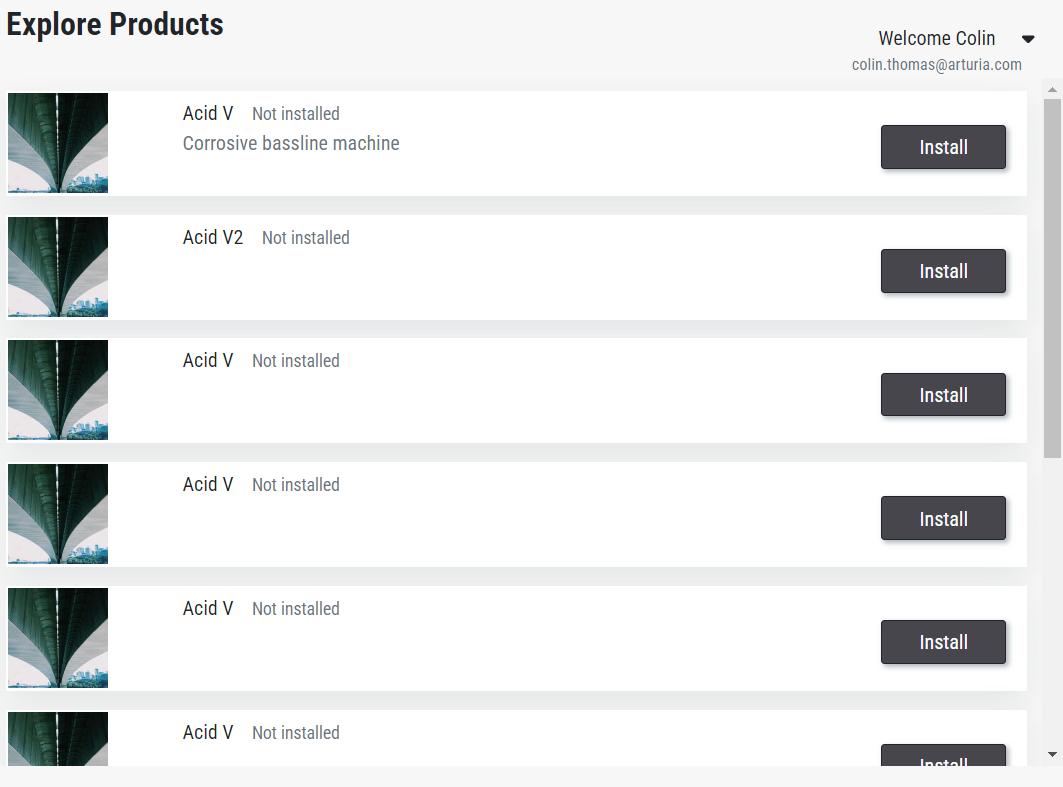 Explore Products
Welcome Colin
colin.thomas@arturia.com
Acid V Not installed
Corrosive bassline machine
Install
Acid V2 Not installed
Install
Acid V Not installed
Install
Acid V Not installed
Install
Acid V Not installed
Install
Acid V Not installed
Install